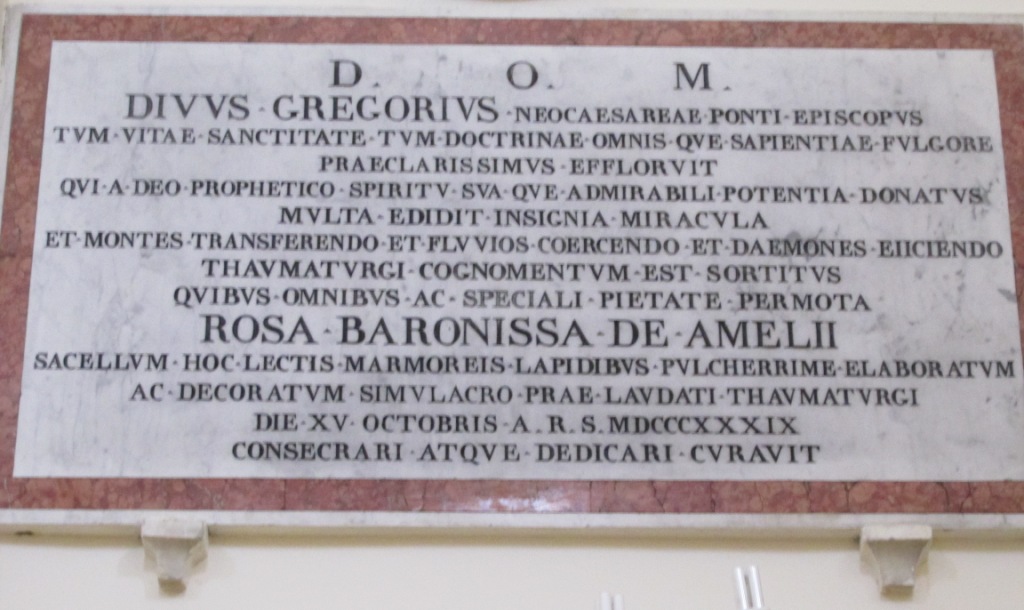 D. O. M.
DIVVS · GREGORIVS · NEOCAESAREAE · PONTI · EPISCOPVS
TVM · VITAE · SANCTITATE · TVM · DOCTRINAE · OMNIS · QVE · SAPIENTIAE · FVLGORE
PRAECLARISSIMVS · EFFLORVIT
QVI · A · DEO · PROPHETICO · SPIRITV · SVA · QVE · ADMIRABILI · POTENTIA · DONATVS
MVLTA · EDIDIT · INSIGNIA · MIRACVLA
ET · MONTES · TRANSFERENDO · ET · FLVVIOS · COERCENDO · ET · DAEMONES · EIICIENDO
THAVMATVRGI · COGNOMENTVM · EST · SORTITVS
QVIBVS · OMNIBVS · AC · SPECIALI · PIETATE · PERMOTA
ROSA · BARONISSA · DE · AMELII
SACELLVM · HOC · LECTIS · MARMOREIS · LAPIDIBVS · PVLCHERRIME · ELABORATVM
AC · DECORATVM · SIMVLACRO · PRAE · LAVDATI · THAVMATVRGI
DIE · XV · OCTOBRIS · A . R . S . MDCCCXXXIX
CONSECRARI · ATQVE · DEDICARI · CVRAVIT